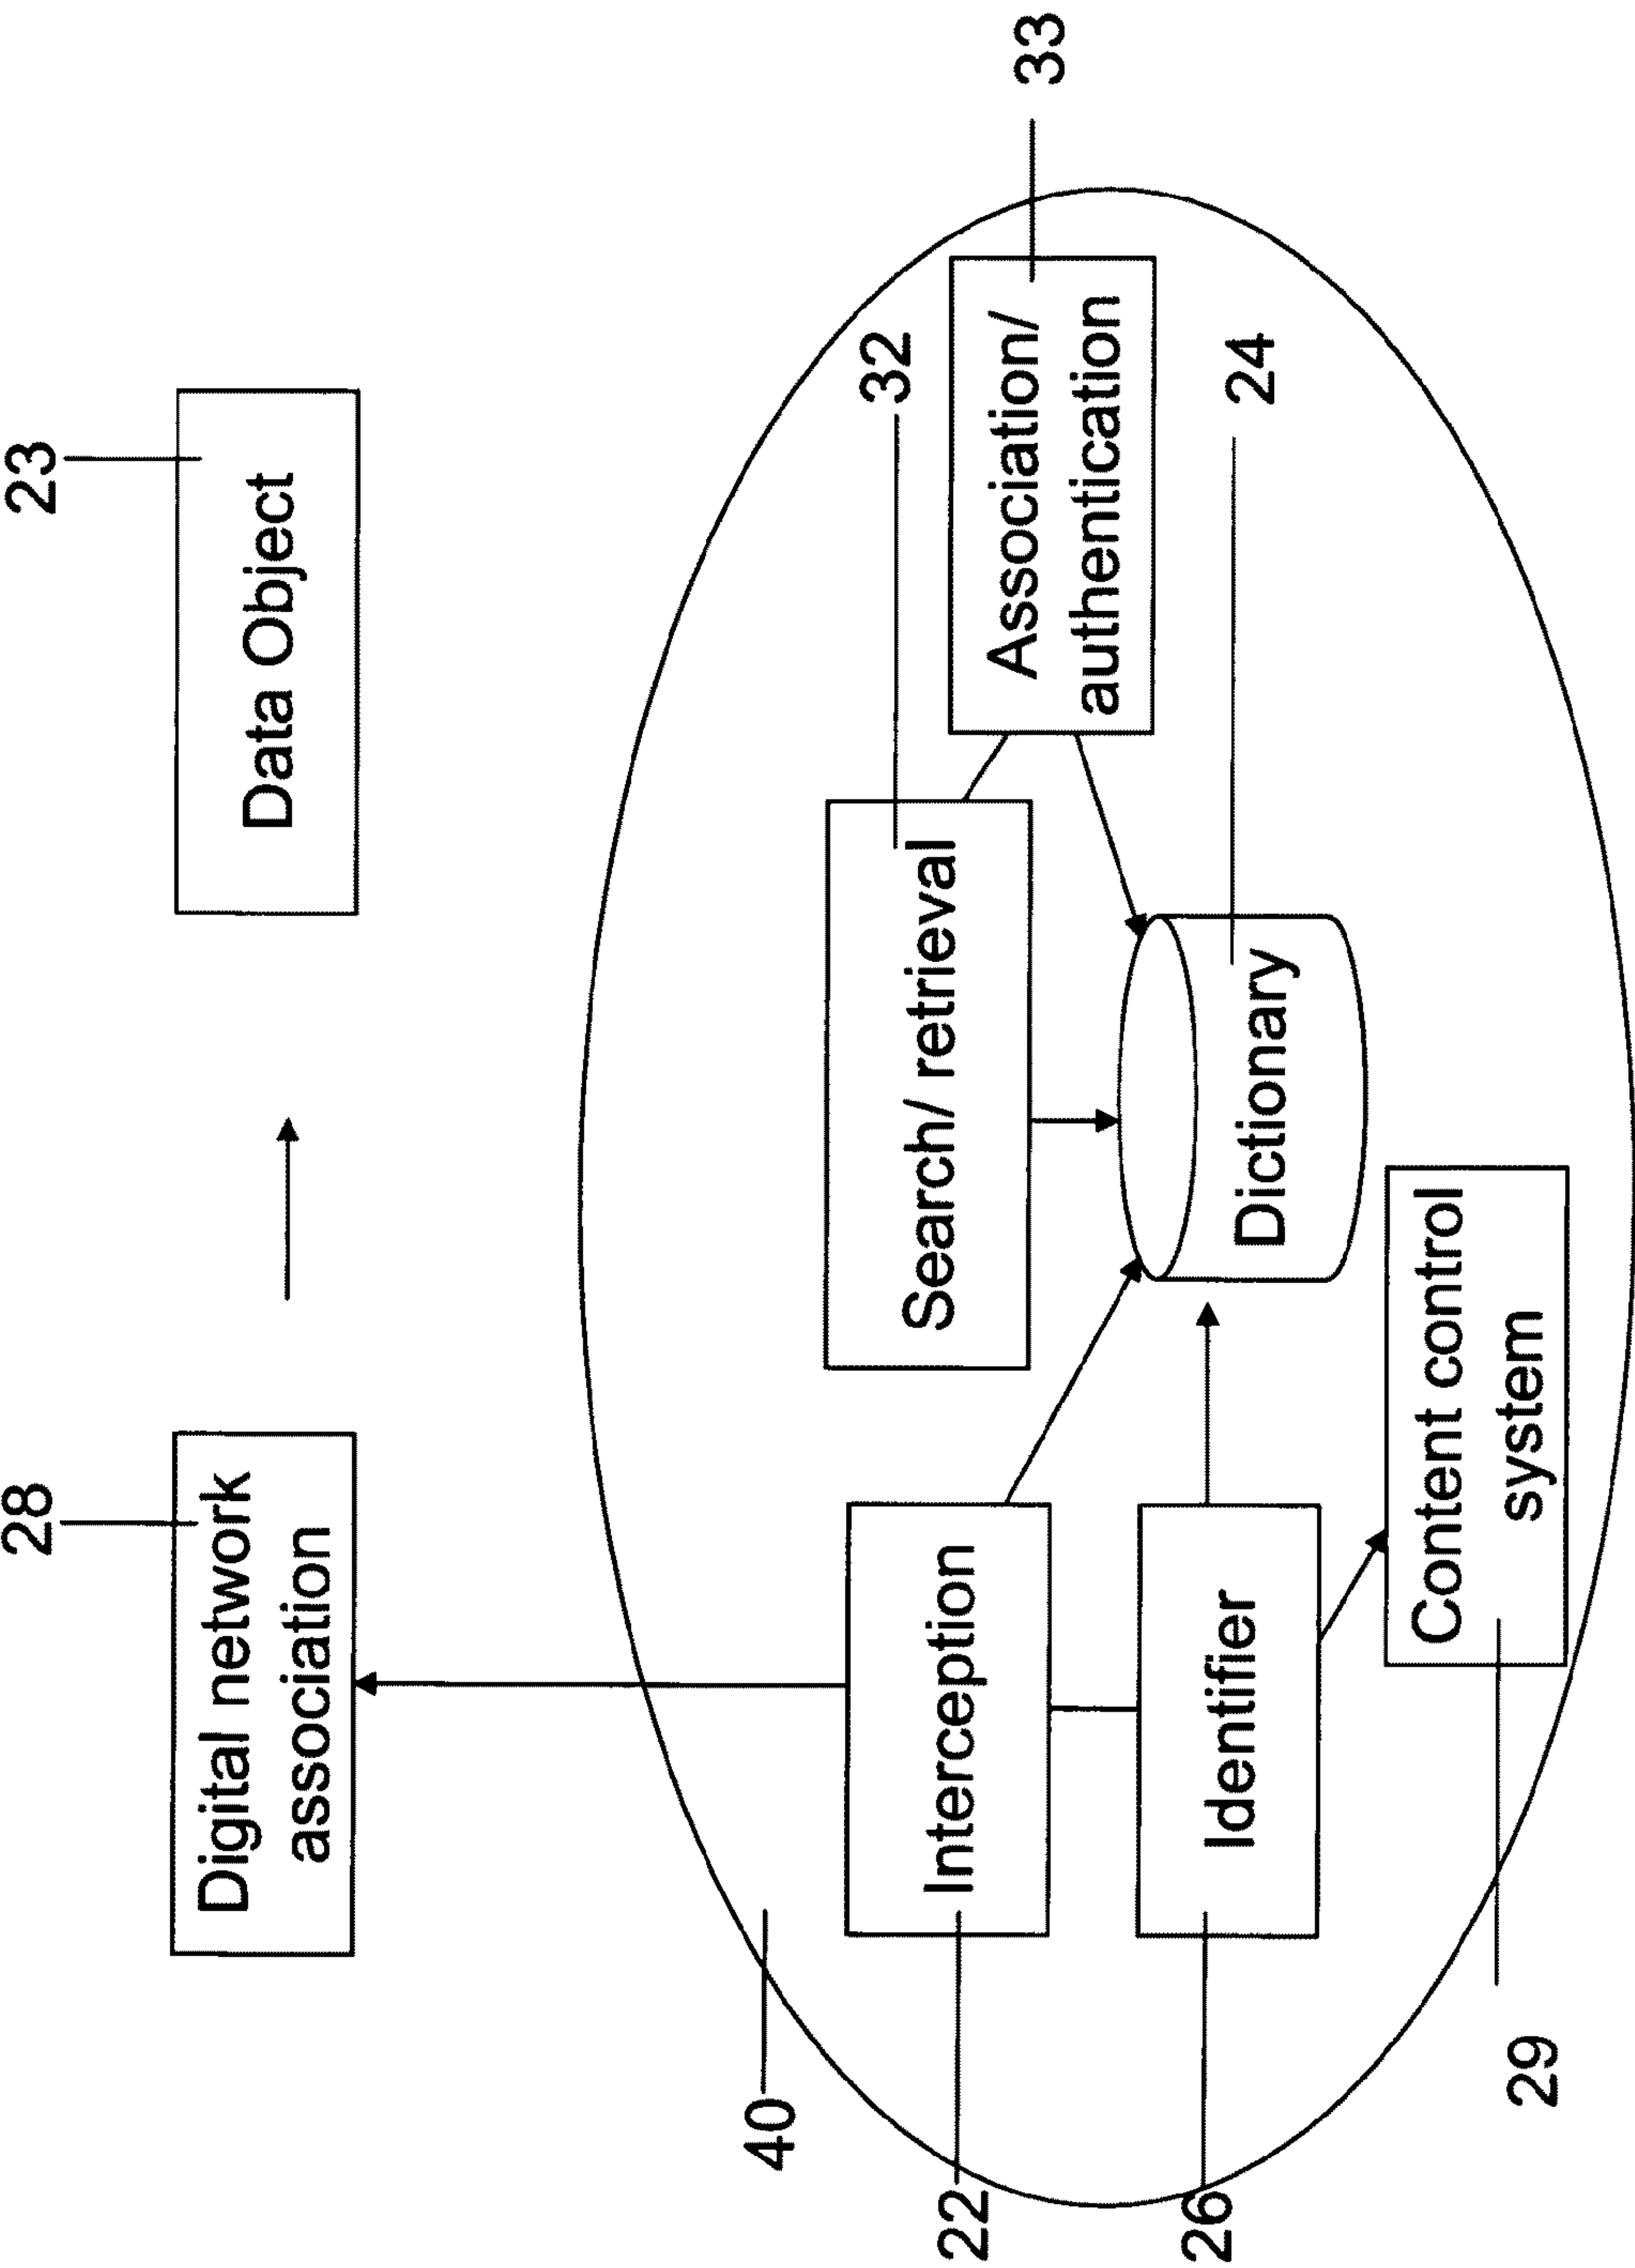 28
23
Digital network
association
Data Object
40
32
33
Search/ retrieval
Association/
authentication
22
Interception
24
26
Identifier
Dictionary
Content control
system
29